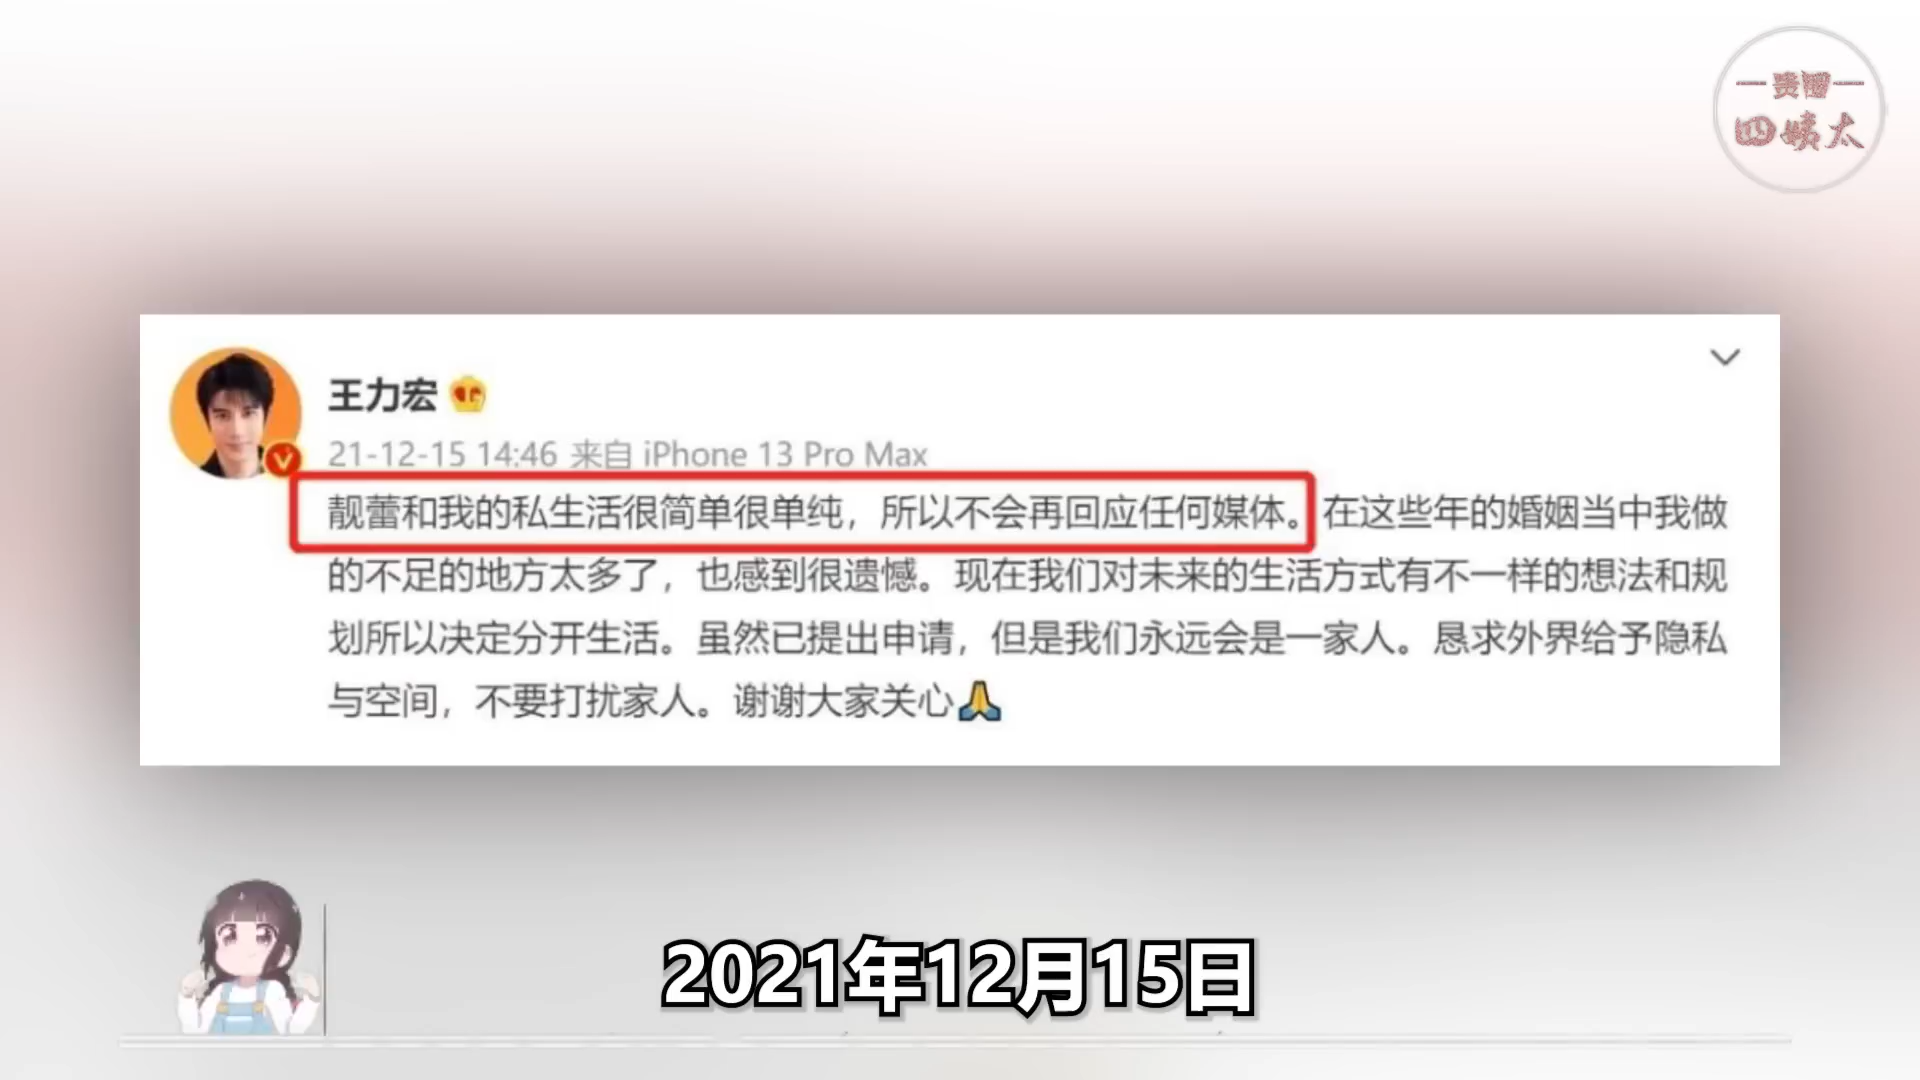 贵圈
四姨太
王力宏
21-12-15 14:46 来自 iPhone 13 Pro Max
靓蕾和我的私生活很简单很单纯，所以不会再回应任何媒体。在这些年的婚姻当中我做
的不足的地方太多了，也感到很遗憾。现在我们对未来的生活方式有不一样的想法和规
划所以决定分开生活。虽然已提出申请，但是我们永远会是一家人。恳求外界给予隐私
与空间，不要打扰家人。谢谢大家关心🙏
2021年12月15日